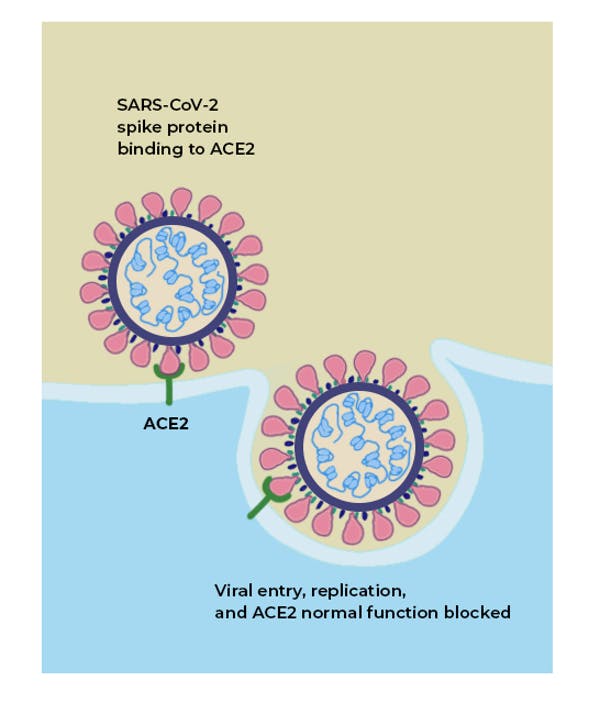 SARS-CoV-2
spike protein
binding to ACE2
ACE2
Viral entry, replication,
and ACE2 normal function blocked